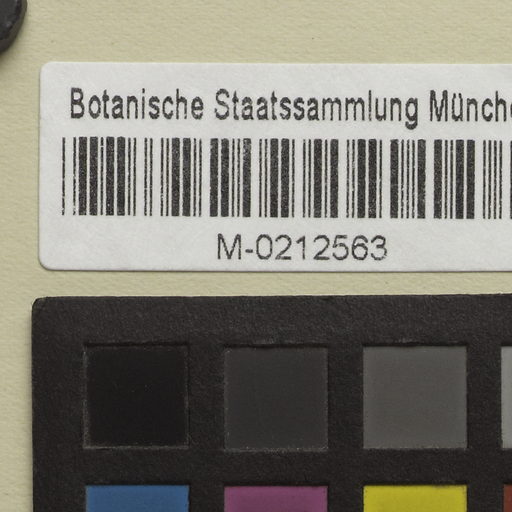 Botanische Staatssammlung Münch
M-0212563